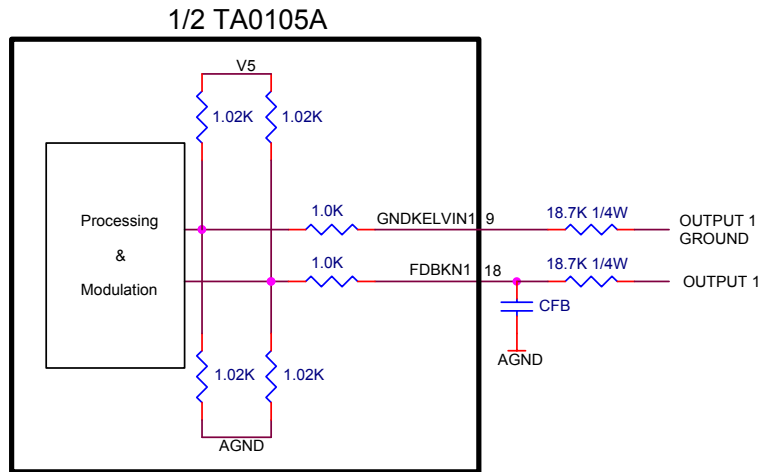 1/2 TA0105A
V5
1.02K 1.02K
1.0K GNDKELVIN1 9 18.7K 1/4W OUTPUT 1
GROUND
Processing
&
Modulation
1.0K FDBKN1 18 18.7K 1/4W OUTPUT 1
CFB
AGND
1.02K 1.02K
AGND